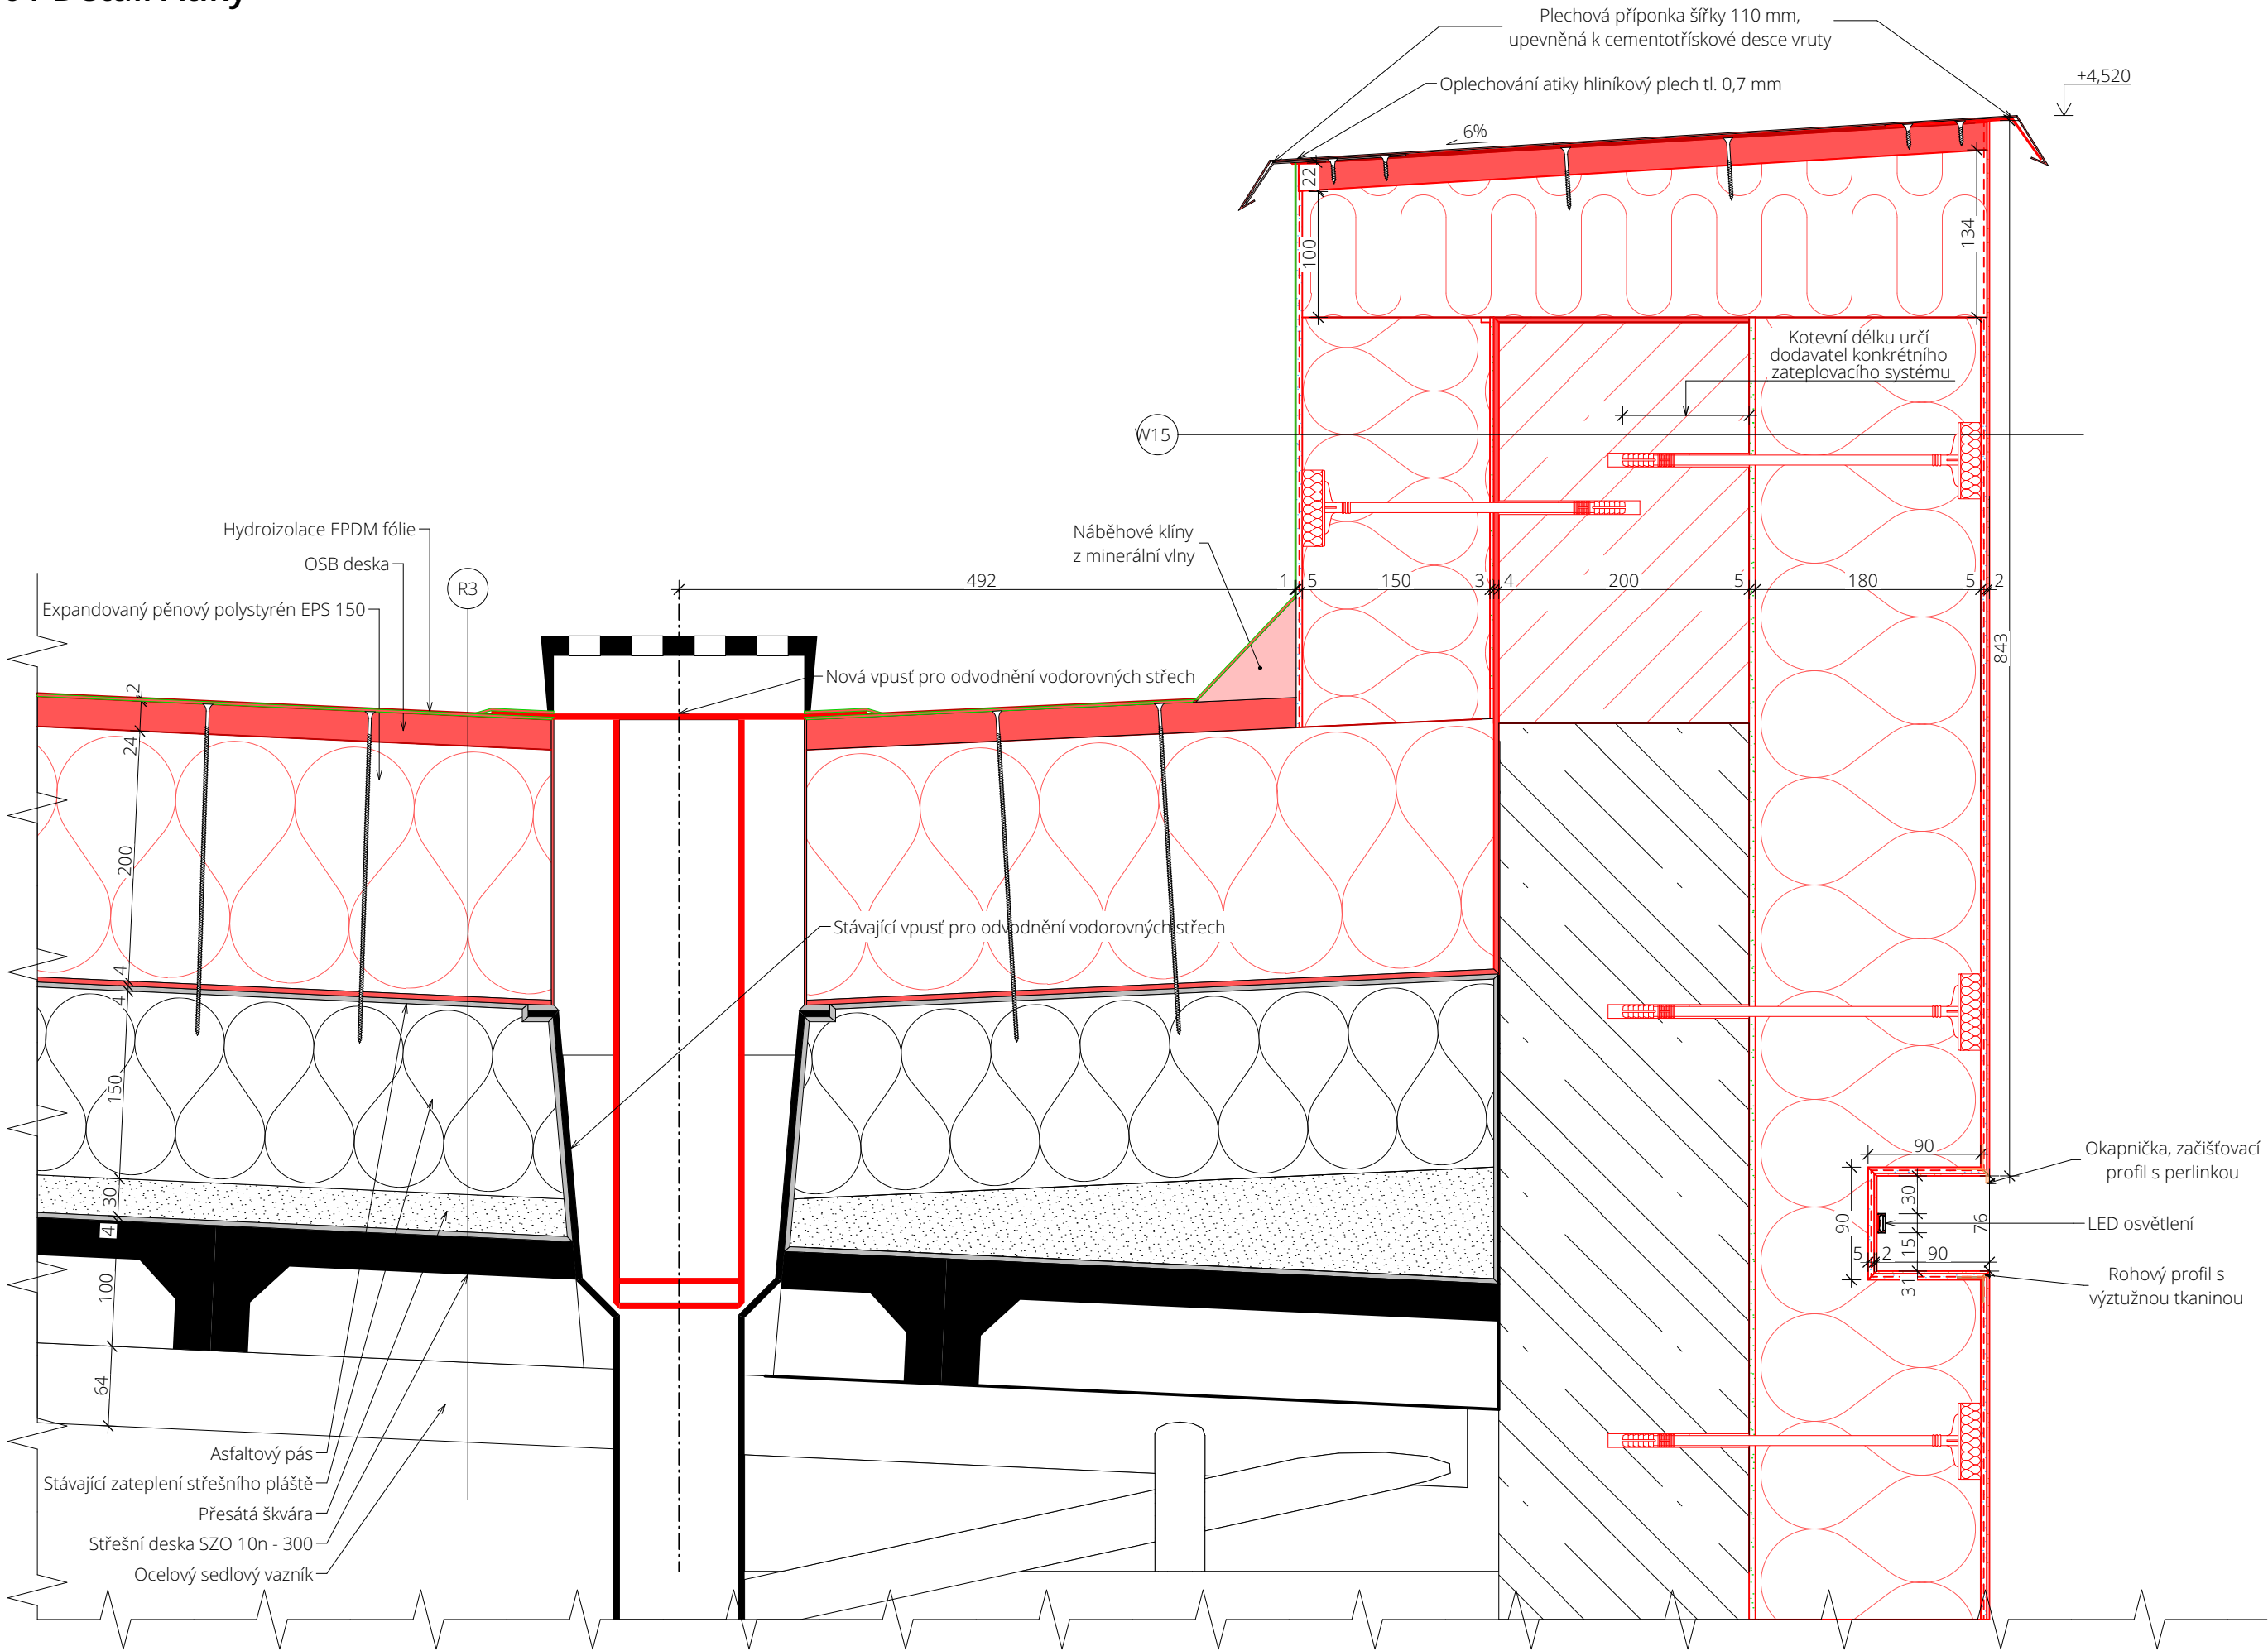 Plechová příponka šířky 110 mm,
upevněná k cementotřískové desce vruty
Oplechování atiky hliníkový plech tl. 0,7 mm
+4,520
6%
22
100
134
Kotevní délku určí
dodavatel konkrétního
zateplovacího systému
W15
Hydroizolace EPDM fólie
OSB deska
Expandovaný pěnový polystyrén EPS 150
R3
Náběhové klíny
z minerální vlny
492
1
5
150
3
4
200
5
180
5
2
843
Nová vpusť pro odvodnění vodorovných střech
2
24
200
4
4
150
30
4
100
64
Stávající vpusť pro odvodnění vodorovných střech
90
90
30
76
15
5
2
90
31
Okapnička, začišťovací
profil s perlinkou
LED osvětlení
Rohový profil s
výztužnou tkaninou
Asfaltový pás
Stávající zateplení střešního pláště
Přesátá škvára
Střešní deska SZO 10n - 300
Ocelový sedlový vazník